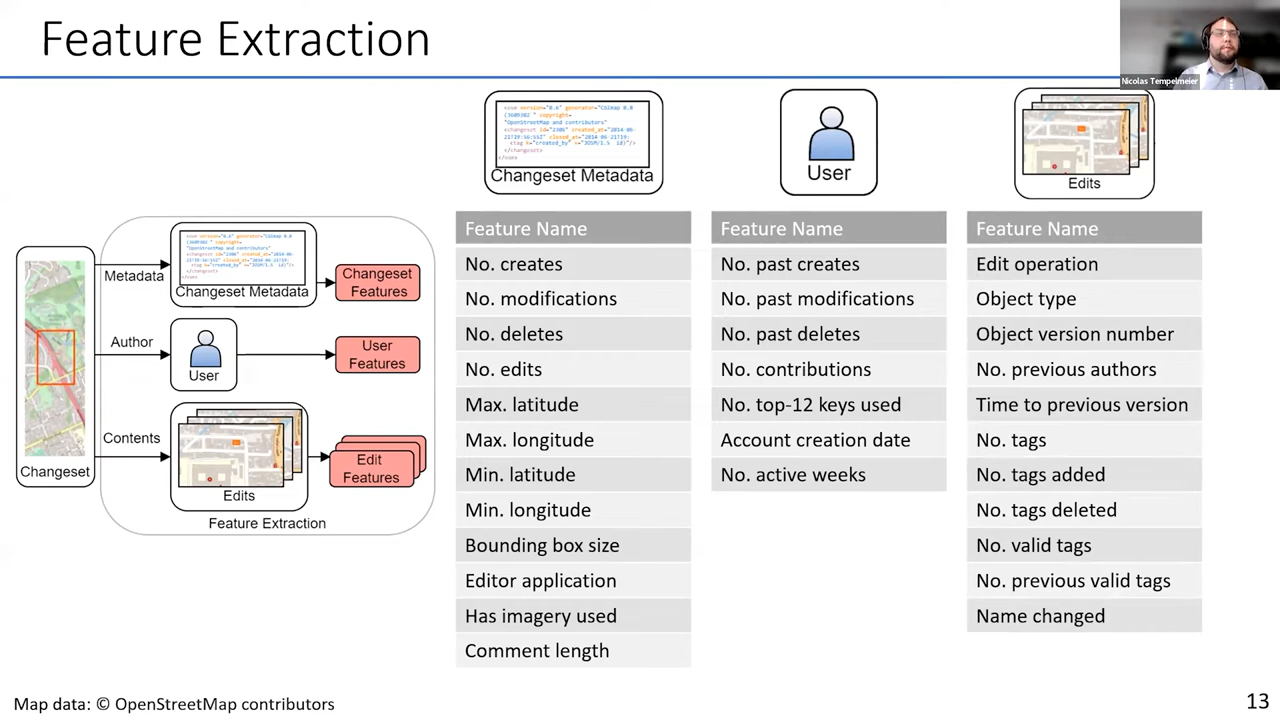 Feature Extraction
Nicolas Tempelmeier
Changeset Metadata
User
Edits
Metadata
Changeset Metadata
Changeset
Features
Author
User
User
Features
Contents
Edits
Edit
Features
Changeset
Feature Extraction
Feature Name
No. creates
No. modifications
No. deletes
No. edits
Max. latitude
Max. longitude
Min. latitude
Min. longitude
Bounding box size
Editor application
Has imagery used
Comment length
Feature Name
No. past creates
No. past modifications
No. past deletes
No. contributions
No. top-12 keys used
Account creation date
No. active weeks
Feature Name
Edit operation
Object type
Object version number
No. previous authors
Time to previous version
No. tags
No. tags added
No. tags deleted
No. valid tags
No. previous valid tags
Name changed
Map data: © OpenStreetMap contributors
13